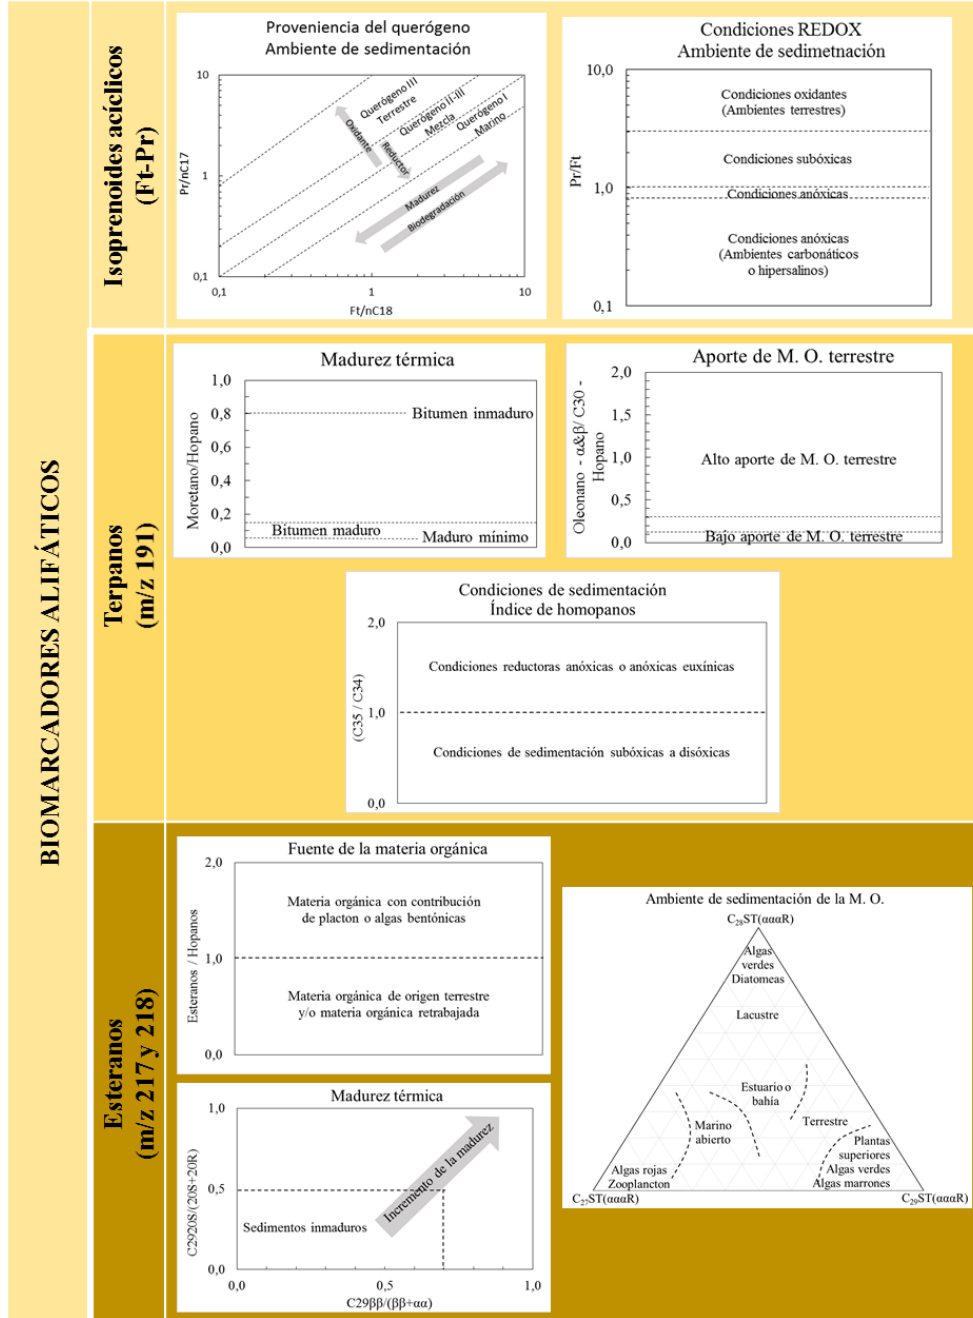 BIOMARCADORES ALIFÁTICOS
Isoprenoides acíclicos
(Ft-Pr)
Proveniencia del querógeno
Ambiente de sedimentación
Pr/nC17
10
1
0,1
0,1
1
10
Ft/nC18
Querógeno III
Terrestre
Querógeno II-III
Mezcla
Querógeno I
Marino
Oxidante
Reductor
Madurez
Biodegradación
Condiciones REDOX
Ambiente de sedimetnación
Pr/Ft
10,0
1,0
0,1
Condiciones oxidantes
(Ambientes terrestres)
Condiciones subóxicas
Condiciones anóxicas
Condiciones anóxicas
(Ambientes carbonáticos
o hipersalinos)
Terpanos
(m/z 191)
Madurez térmica
Moretano/Hopano
1,0
0,8
0,6
0,4
0,2
0,0
Bitumen inmaduro
Bitumen maduro
Maduro mínimo
Aporte de M. O. terrestre
Oleonano - α&β/ C30 -
Hopano
2,0
1,5
1,0
0,5
0,0
Alto aporte de M. O. terrestre
Bajo aporte de M. O. terrestre
Condiciones de sedimentación
Índice de homopanos
(C35 / C34)
2,0
1,0
0,0
Condiciones reductoras anóxicas o anóxicas euxínicas
Condiciones de sedimentación subóxicas a disóxicas
Esteranos
(m/z 217 y 218)
Fuente de la materia orgánica
Esteranos / Hopanos
2,0
1,0
0,0
Materia orgánica con contribución
de placton o algas bentónicas
Materia orgánica de origen terrestre
y/o materia orgánica retrabajada
Madurez térmica
C2920S/(20S+20R)
1,0
0,5
0,0
0,0
0,5
1,0
C29ββ/(ββ+αα)
Sedimentos inmaduros
Incremento de la madurez
Ambiente de sedimentación de la M. O.
C₂₈ST(αααR)
Algas
verdes
Diatomeas
Lacustre
Estuario o
bahía
Marino
abierto
Terrestre
Plantas
superiores
Algas verdes
Algas marrones
Algas rojas
Zooplancton
C₂₇ST(αααR)
C₂₉ST(αααR)